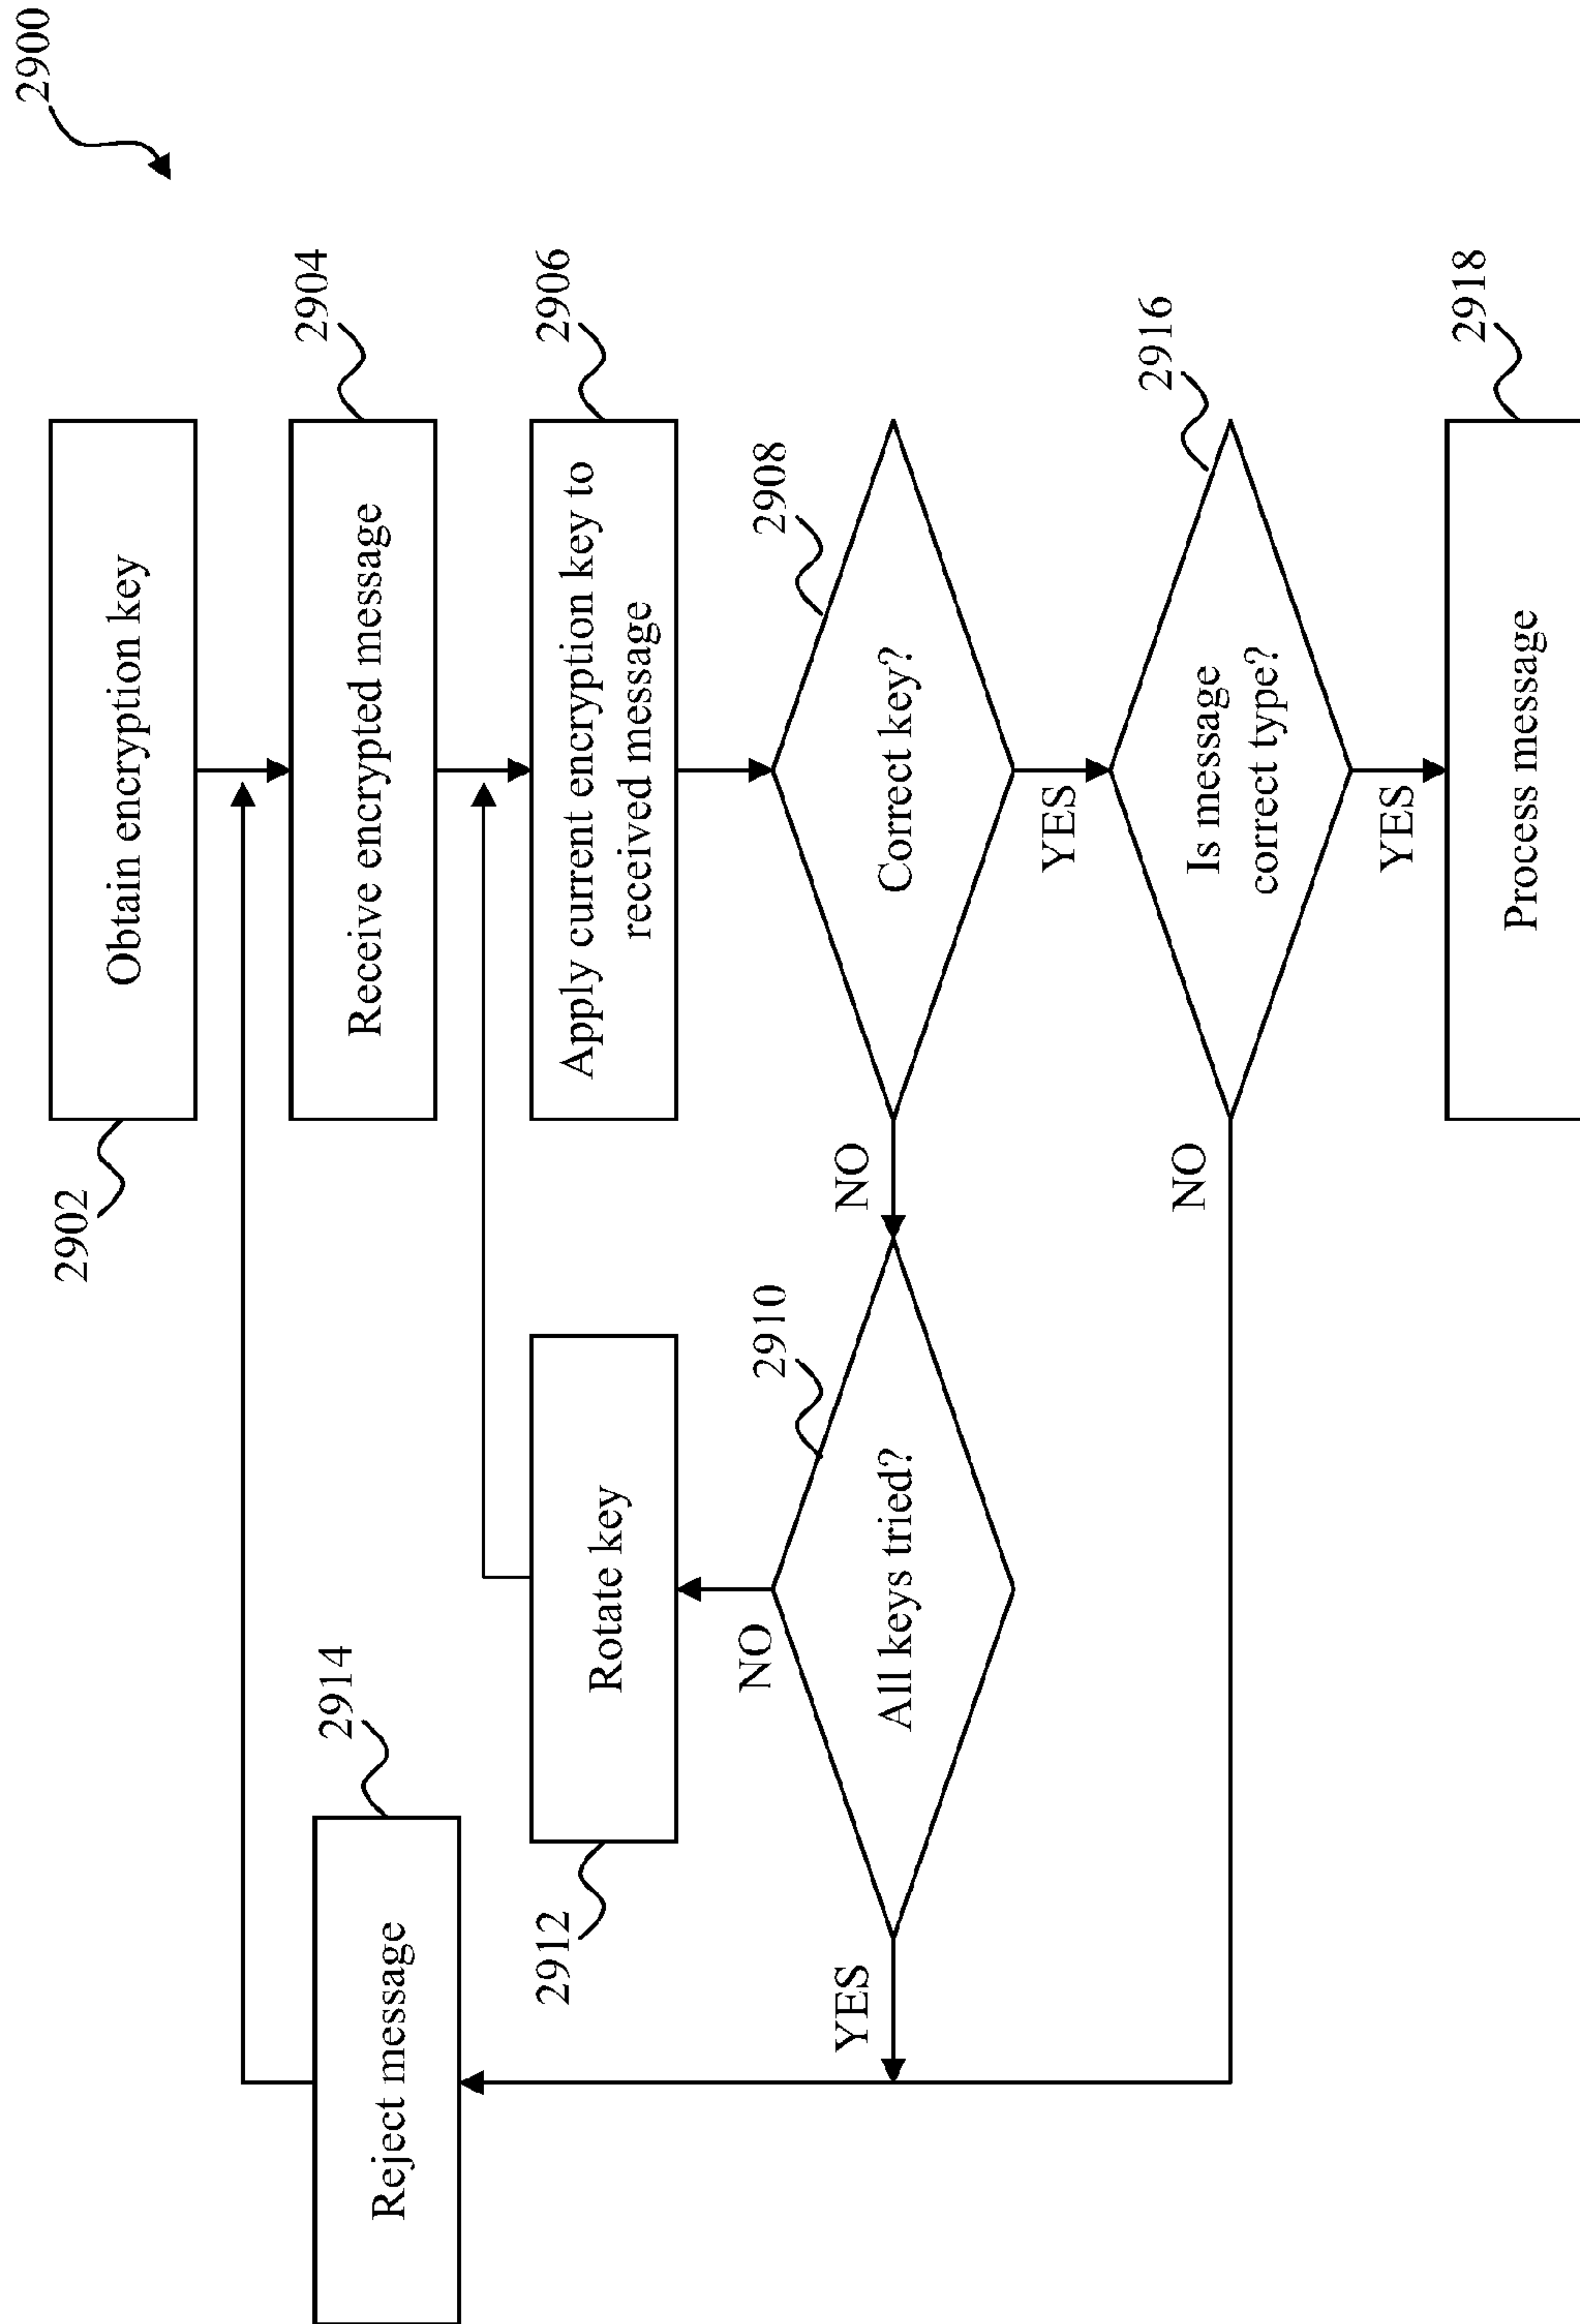 2900
Obtain encryption key
2902
Receive encrypted message
2904
Apply current encryption key to
received message
2906
Correct key?
2908
NO
YES
All keys tried?
2910
NO
YES
Rotate key
2912
Reject message
2914
Is message
correct type?
2916
NO
YES
Process message
2918